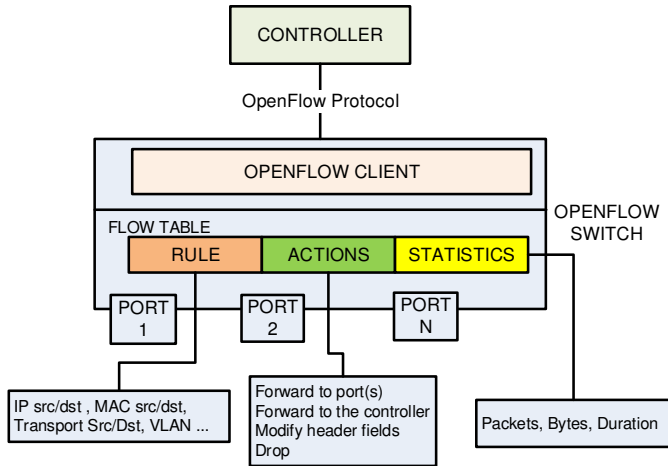 CONTROLLER
OpenFlow Protocol
OPENFLOW CLIENT
OPENFLOW
SWITCH
FLOW TABLE
RULE
ACTIONS
STATISTICS
PORT
1
PORT
2
PORT
N
IP src/dst , MAC src/dst,
Transport Src/Dst, VLAN ...
Forward to port(s)
Forward to the controller
Modify header fields
Drop
Packets, Bytes, Duration